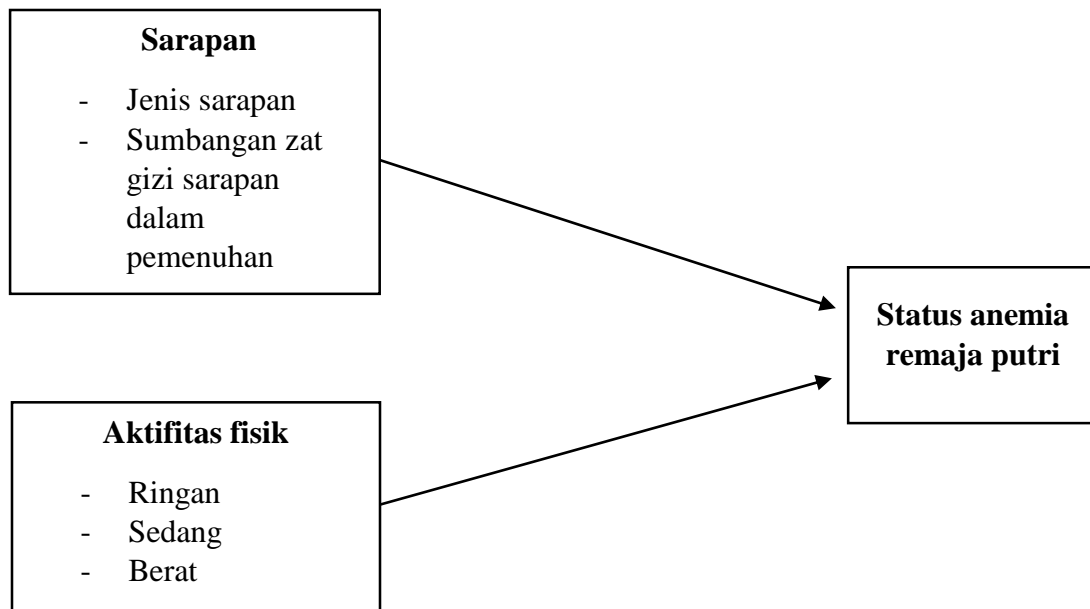 Sarapan
- Jenis sarapan
- Sumbangan zat
gizi sarapan
dalam
pemenuhan
Status anemia
remaja putri
Aktifitas fisik
- Ringan
- Sedang
- Berat